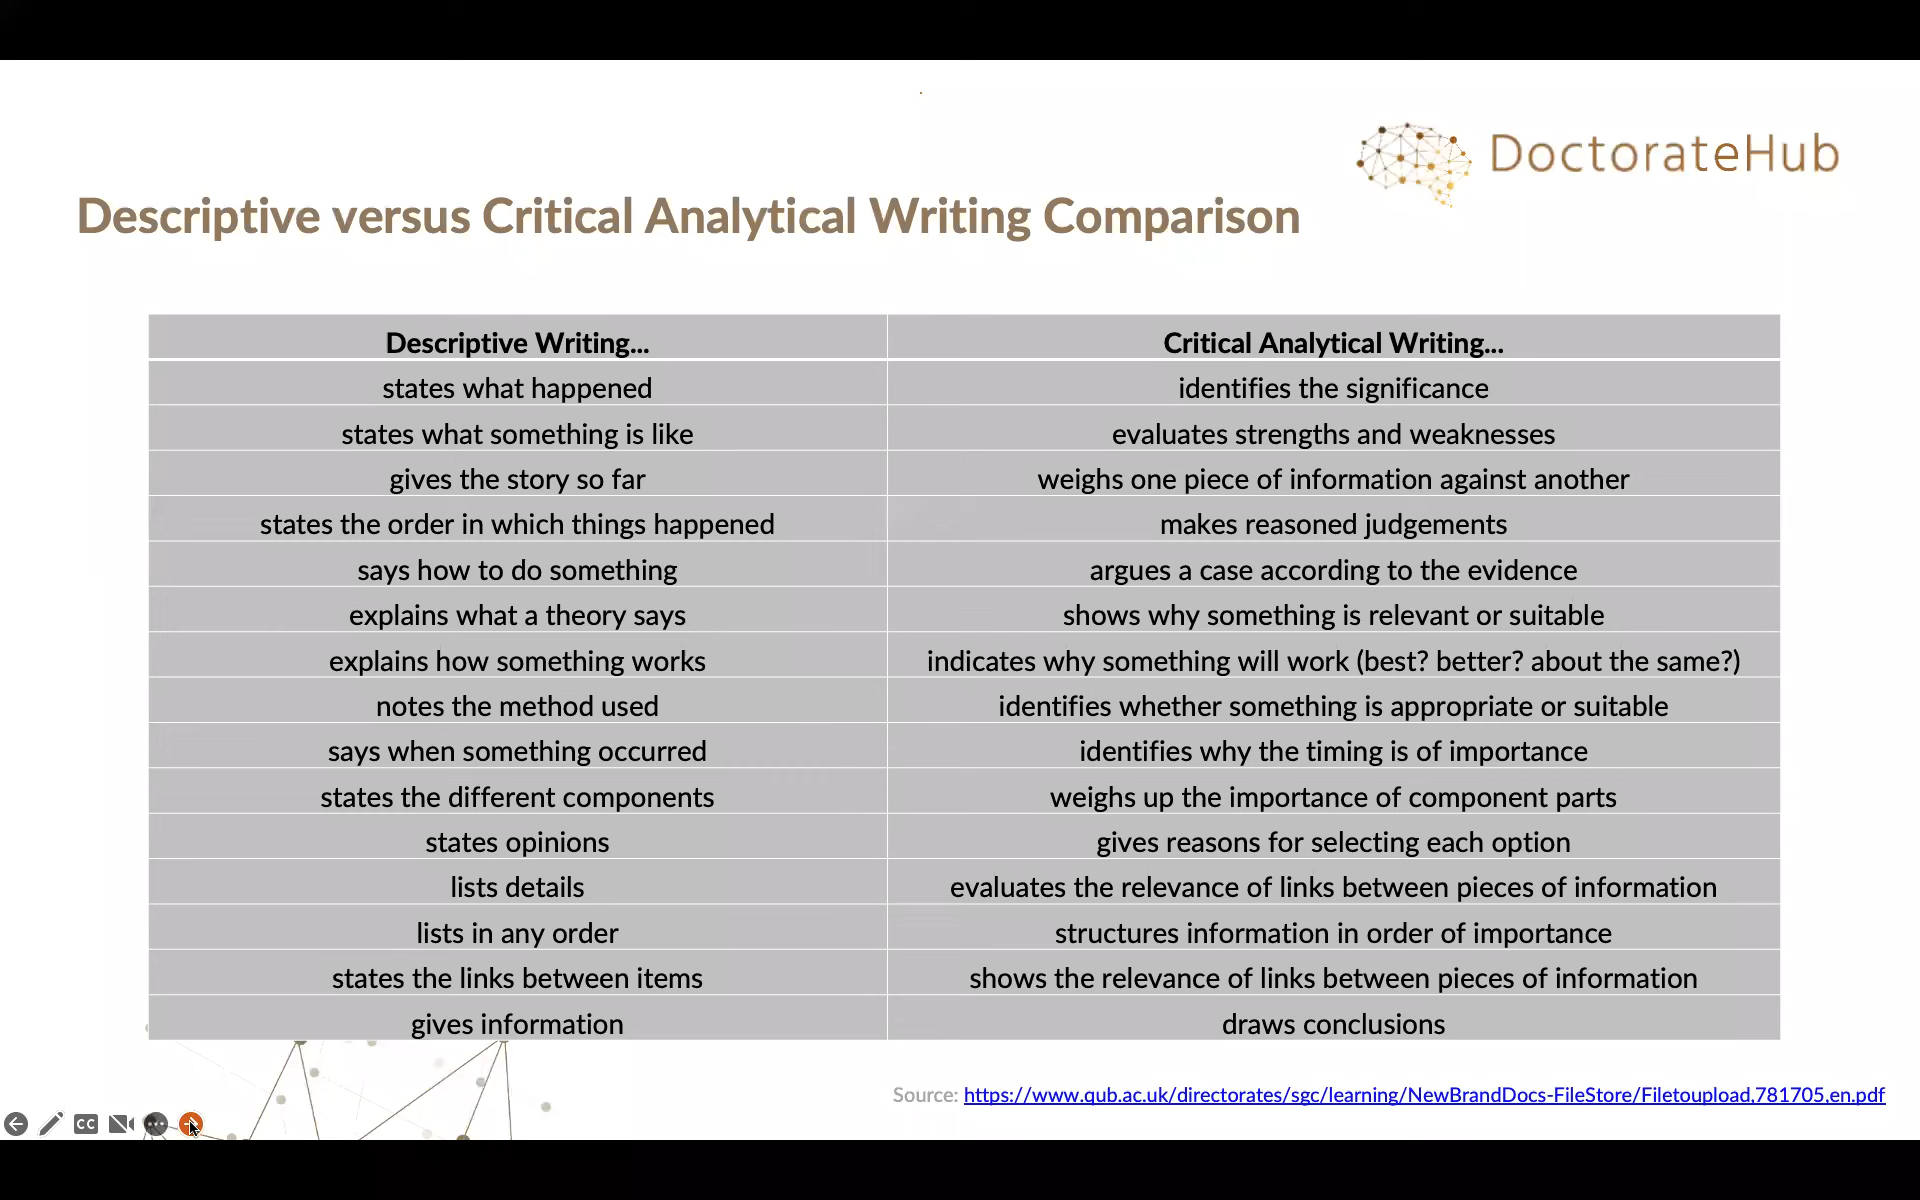 DoctorateHub
Descriptive versus Critical Analytical Writing Comparison
Descriptive Writing... Critical Analytical Writing...
states what happened identifies the significance
states what something is like evaluates strengths and weaknesses
gives the story so far weighs one piece of information against another
states the order in which things happened makes reasoned judgements
says how to do something argues a case according to the evidence
explains what a theory says shows why something is relevant or suitable
explains how something works indicates why something will work (best? better? about the same?)
notes the method used identifies whether something is appropriate or suitable
says when something occurred identifies why the timing is of importance
states the different components weighs up the importance of component parts
states opinions gives reasons for selecting each option
lists details evaluates the relevance of links between pieces of information
lists in any order structures information in order of importance
states the links between items shows the relevance of links between pieces of information
gives information draws conclusions
Source: https://www.qub.ac.uk/directorates/sgc/learning/NewBrandDocs-FileStore/Filetoupload,781705,en.pdf
CC